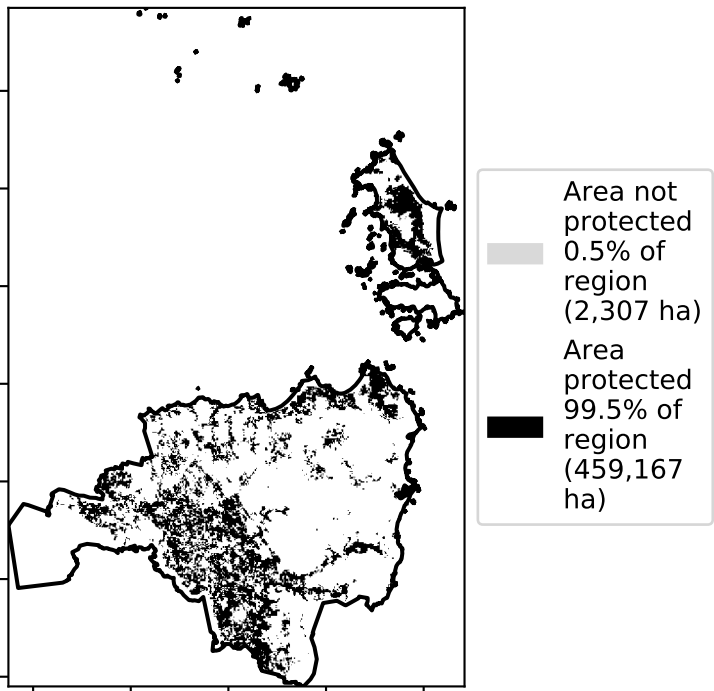 Area not
protected
0.5% of
region
(2,307 ha)
Area
protected
99.5% of
region
(459,167
ha)